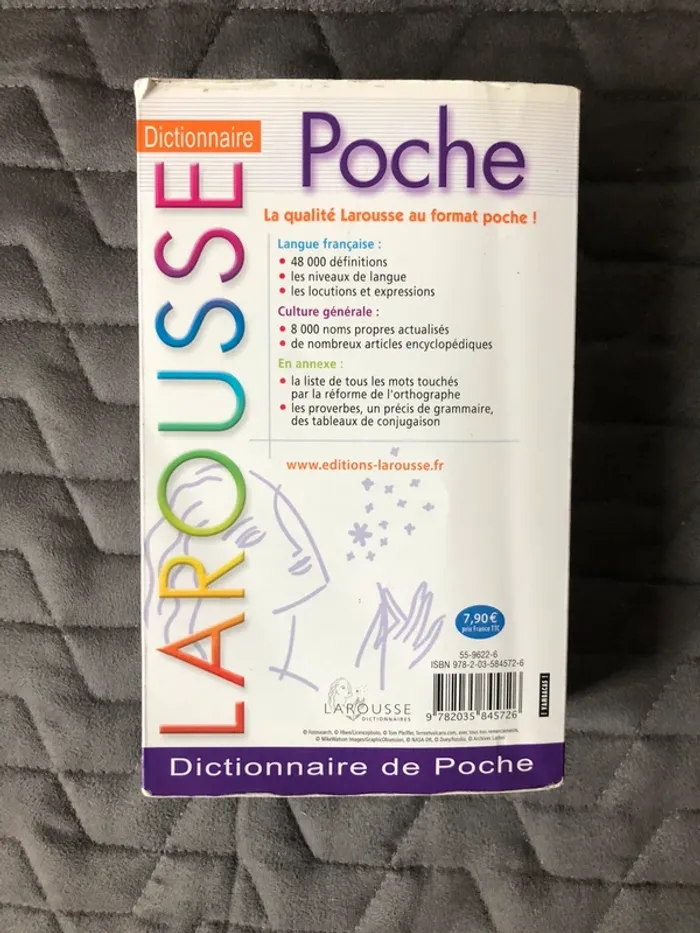 Dictionnaire
LAROUSSE
Poche
La qualité Larousse au format poche !
Langue française :
• 48 000 définitions
• les niveaux de langue
• les locutions et expressions
Culture générale :
• 8 000 noms propres actualisés
• de nombreux articles encyclopédiques
En annexe :
• la liste de tous les mots touchés
par la réforme de l'orthographe
• les proverbes, un précis de grammaire,
des tableaux de conjugaison
www.editions-larousse.fr
7,90 €
prix France TTC
55-9622-6
ISBN 978-2-03-584572-6
9 782035 845726
LAROUSSE
DICTIONNAIRES
Dictionnaire de Poche